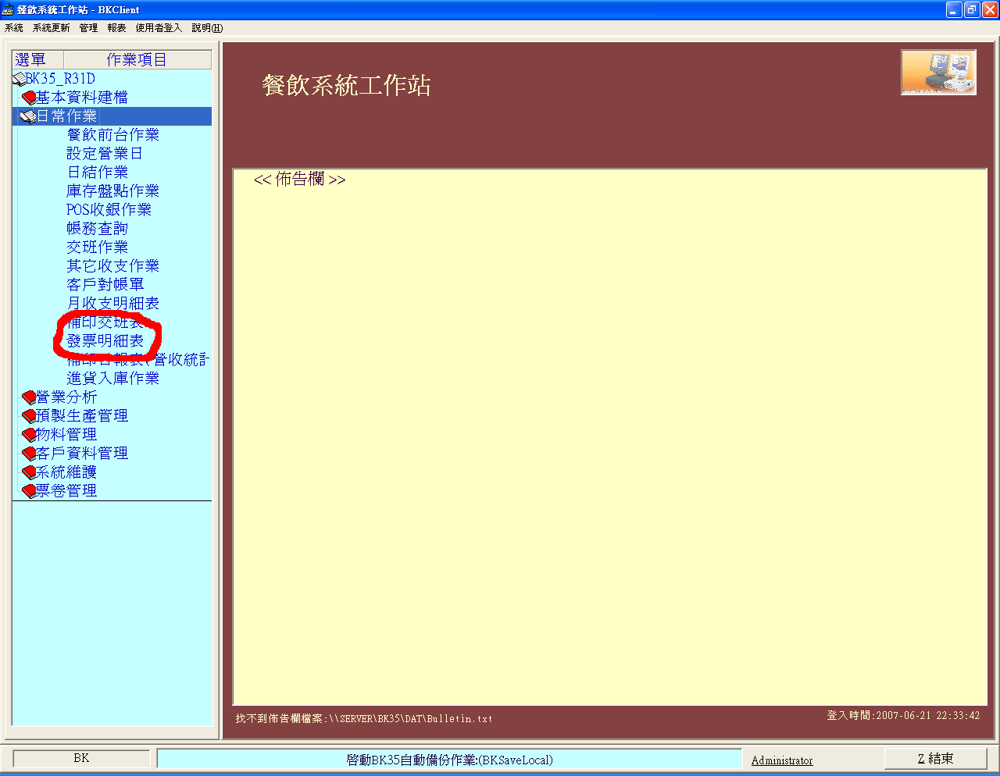 餐飲系統工作站 - BKClient
系統 系統更新 管理 報表 使用者登入 說明(H)
選單 作業項目
BK35_R31D
基本資料建檔
日常作業
餐飲前台作業
設定營業日
日結作業
庫存盤點作業
POS收銀作業
帳務查詢
交班作業
其它收支作業
客戶對帳單
月收支明細表
補印交班表
發票明細表
補印日報表(營收統計
進貨入庫作業
營業分析
預製生產管理
物料管理
客戶資料管理
系統維護
票卷管理
餐飲系統工作站
<< 佈告欄 >>
找不到佈告欄檔案:\\SERVER\BK35\DAT\Bulletin.txt
登入時間:2007-06-21 22:33:42
BK
啓動BK35自動備份作業:(BKSaveLocal)
Administrator
Z 結束